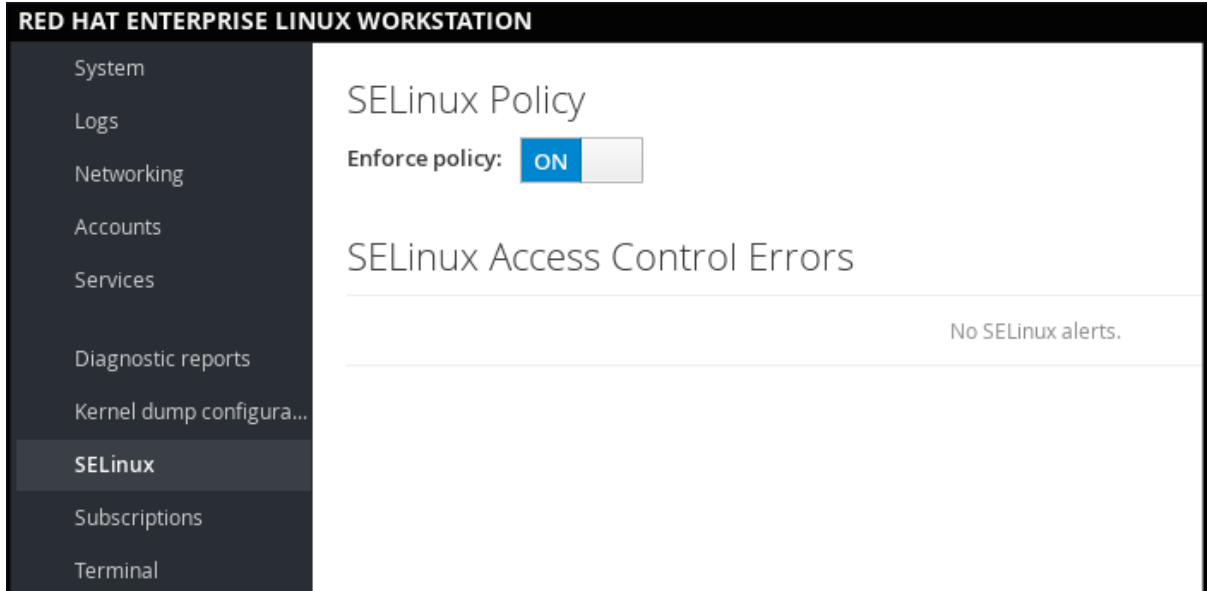 RED HAT ENTERPRISE LINUX WORKSTATION
System
Logs
Networking
Accounts
Services
Diagnostic reports
Kernel dump configura...
SELinux
Subscriptions
Terminal
SELinux Policy
Enforce policy: ON
SELinux Access Control Errors
No SELinux alerts.